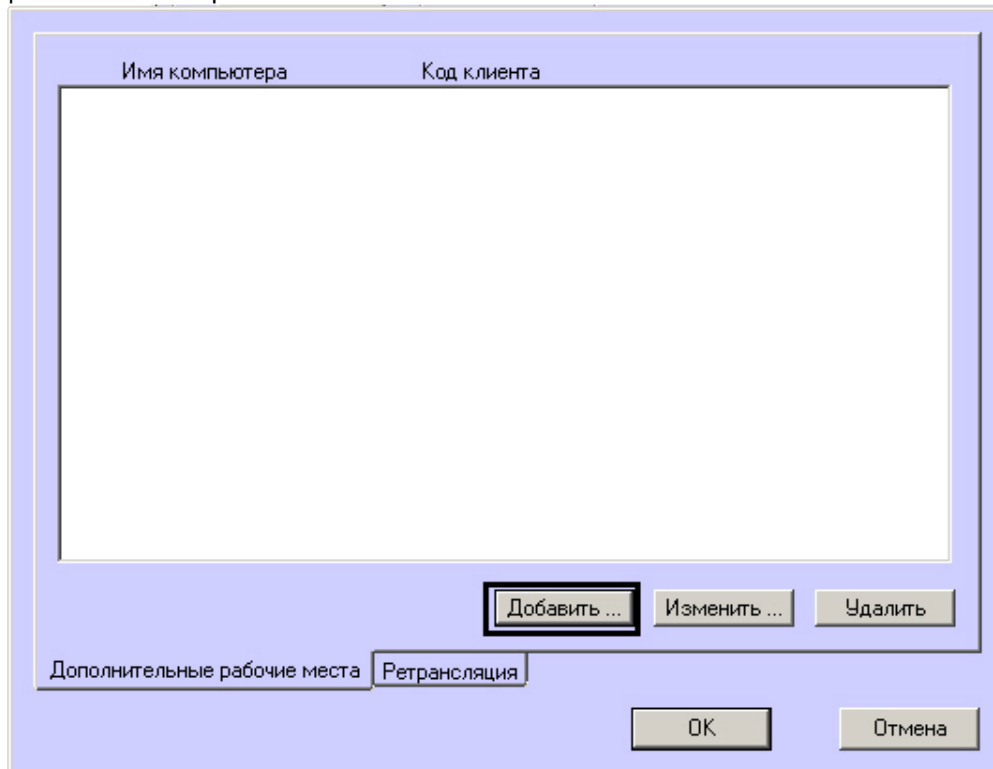 Имя компьютера Код клиента
Добавить ... Изменить ... Удалить
Дополнительные рабочие места Ретрансляция
OK Отмена